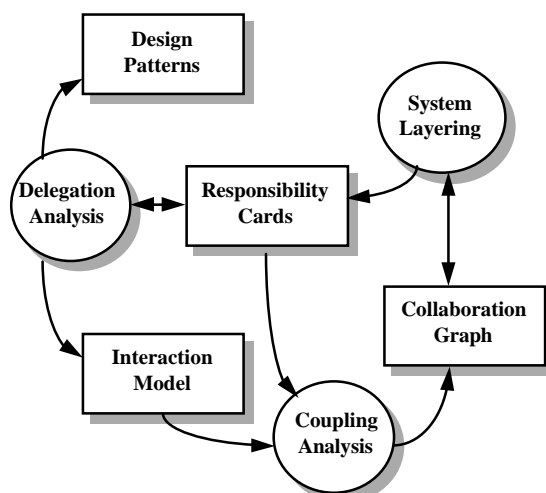 Design
Patterns
System
Layering
Delegation
Analysis
Responsibility
Cards
Collaboration
Graph
Interaction
Model
Coupling
Analysis